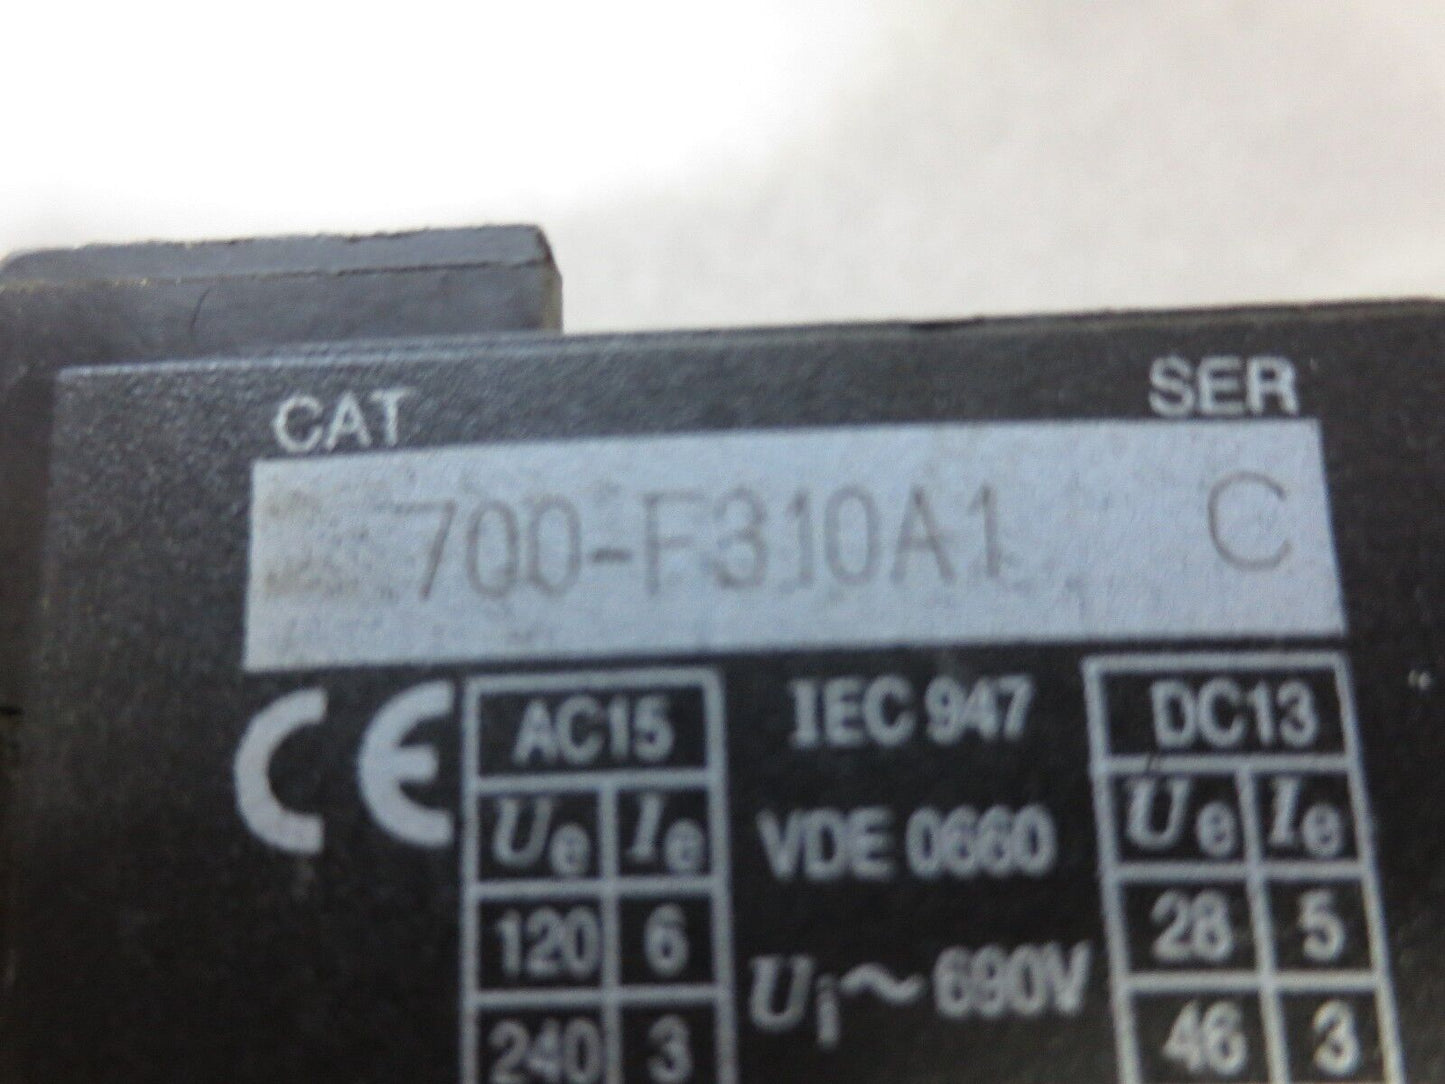 CAT SER
700-F310A1 C
CE AC15 IEC 947 DC13
Ue Ie VDE 0660 Ue Ie
120 6 Ui~690V 28 5
240 3 46 3